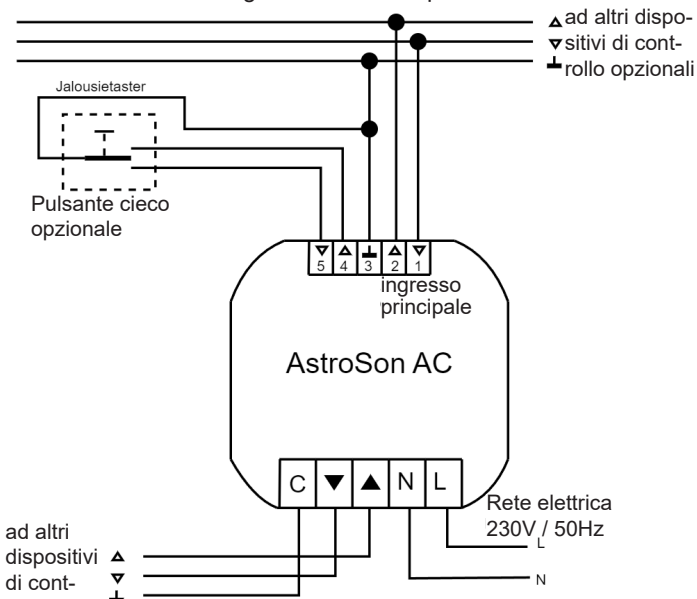 ad altri dispo-
sitivi di cont-
rollo opzionali
Jalousietaster
Pulsante cieco
opzionale
5 4 3 2 1
ingresso
principale
AstroSon AC
C N L
Rete elettrica
230V / 50Hz
L
N
ad altri
dispositivi
di cont-